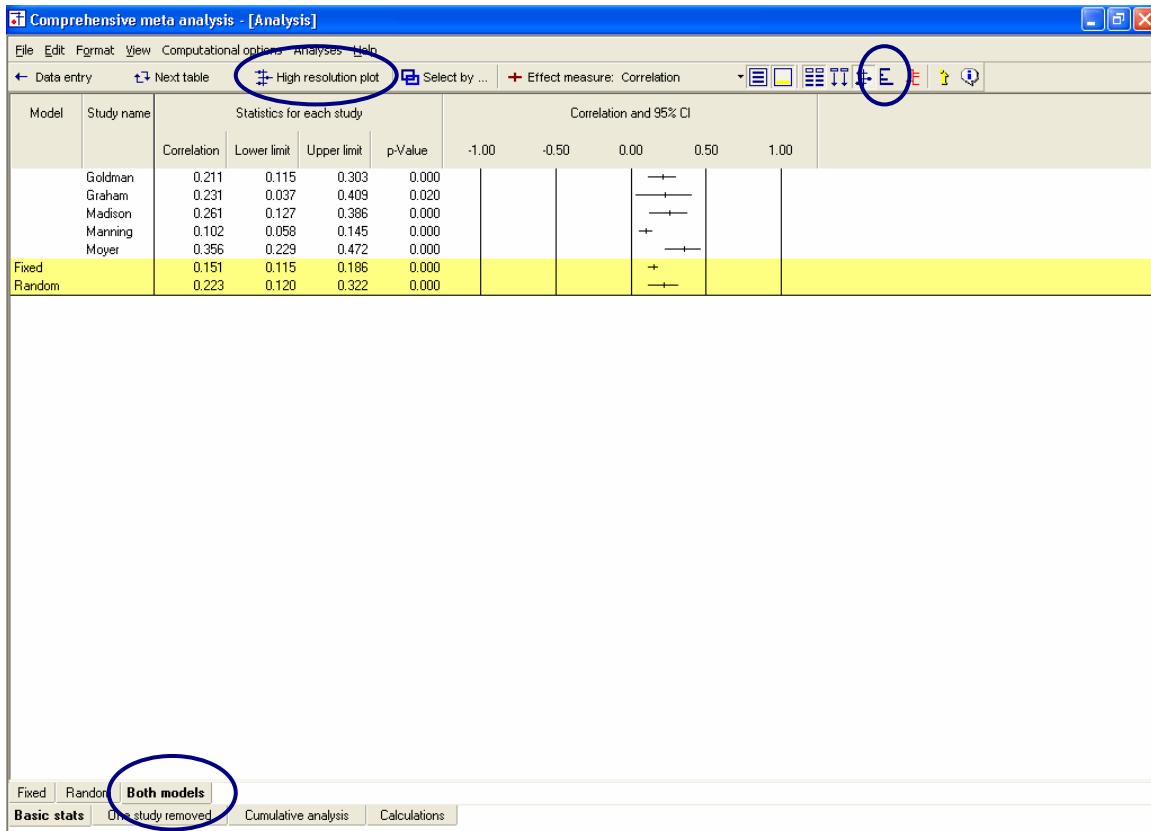 Comprehensive meta analysis - [Analysis]
File Edit Format View Computational options Analyses Help
Data entry Next table High resolution plot Select by ... Effect measure: Correlation
Model Study name Statistics for each study Correlation and 95% CI
Correlation Lower limit Upper limit p-Value -1.00 -0.50 0.00 0.50 1.00
Goldman 0.211 0.115 0.303 0.000
Graham 0.231 0.037 0.409 0.020
Madison 0.261 0.127 0.386 0.000
Manning 0.102 0.058 0.145 0.000
Moyer 0.356 0.229 0.472 0.000
Fixed 0.151 0.115 0.186 0.000
Random 0.223 0.120 0.322 0.000
Fixed Random Both models
Basic stats One study removed Cumulative analysis Calculations